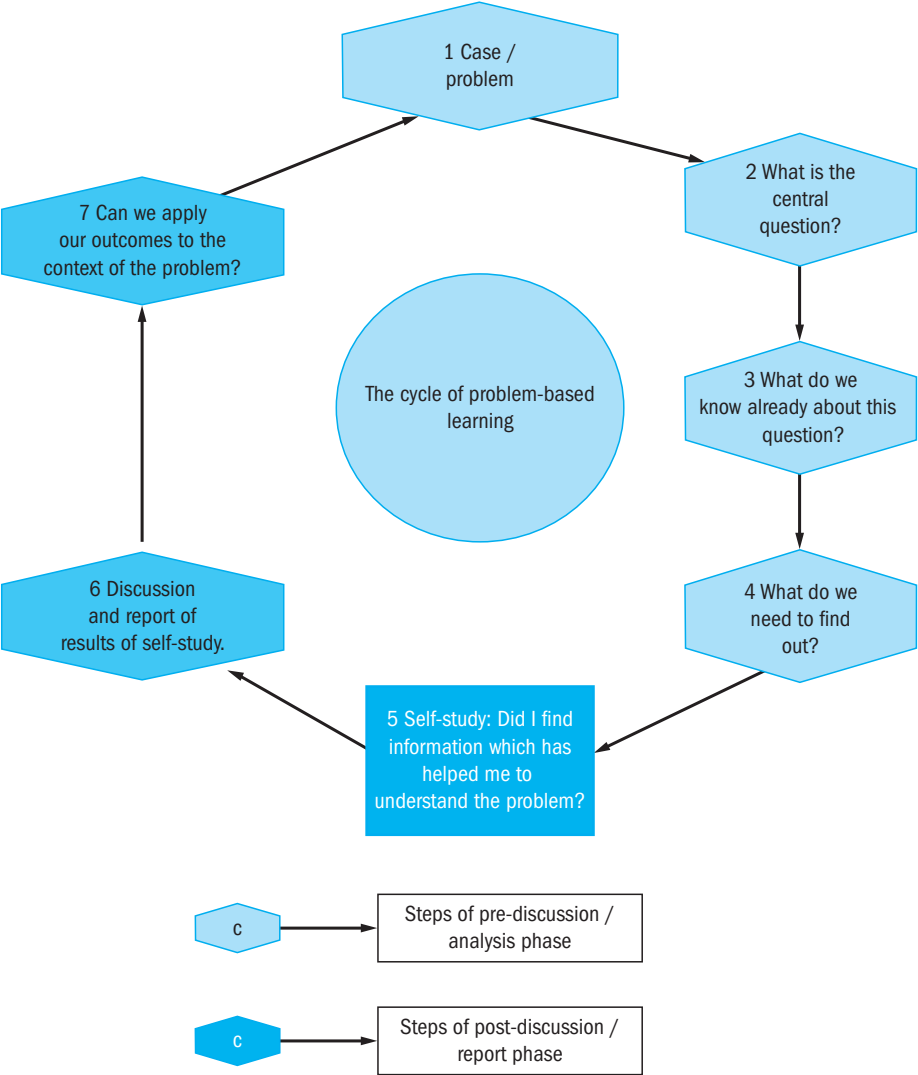 1 Case /
problem
2 What is the
central
question?
3 What do we
know already about this
question?
4 What do we
need to find
out?
5 Self-study: Did I find
information which has
helped me to
understand the problem?
6 Discussion
and report of
results of self-study.
7 Can we apply
our outcomes to the
context of the problem?
The cycle of problem-based
learning
c
Steps of pre-discussion /
analysis phase
c
Steps of post-discussion /
report phase